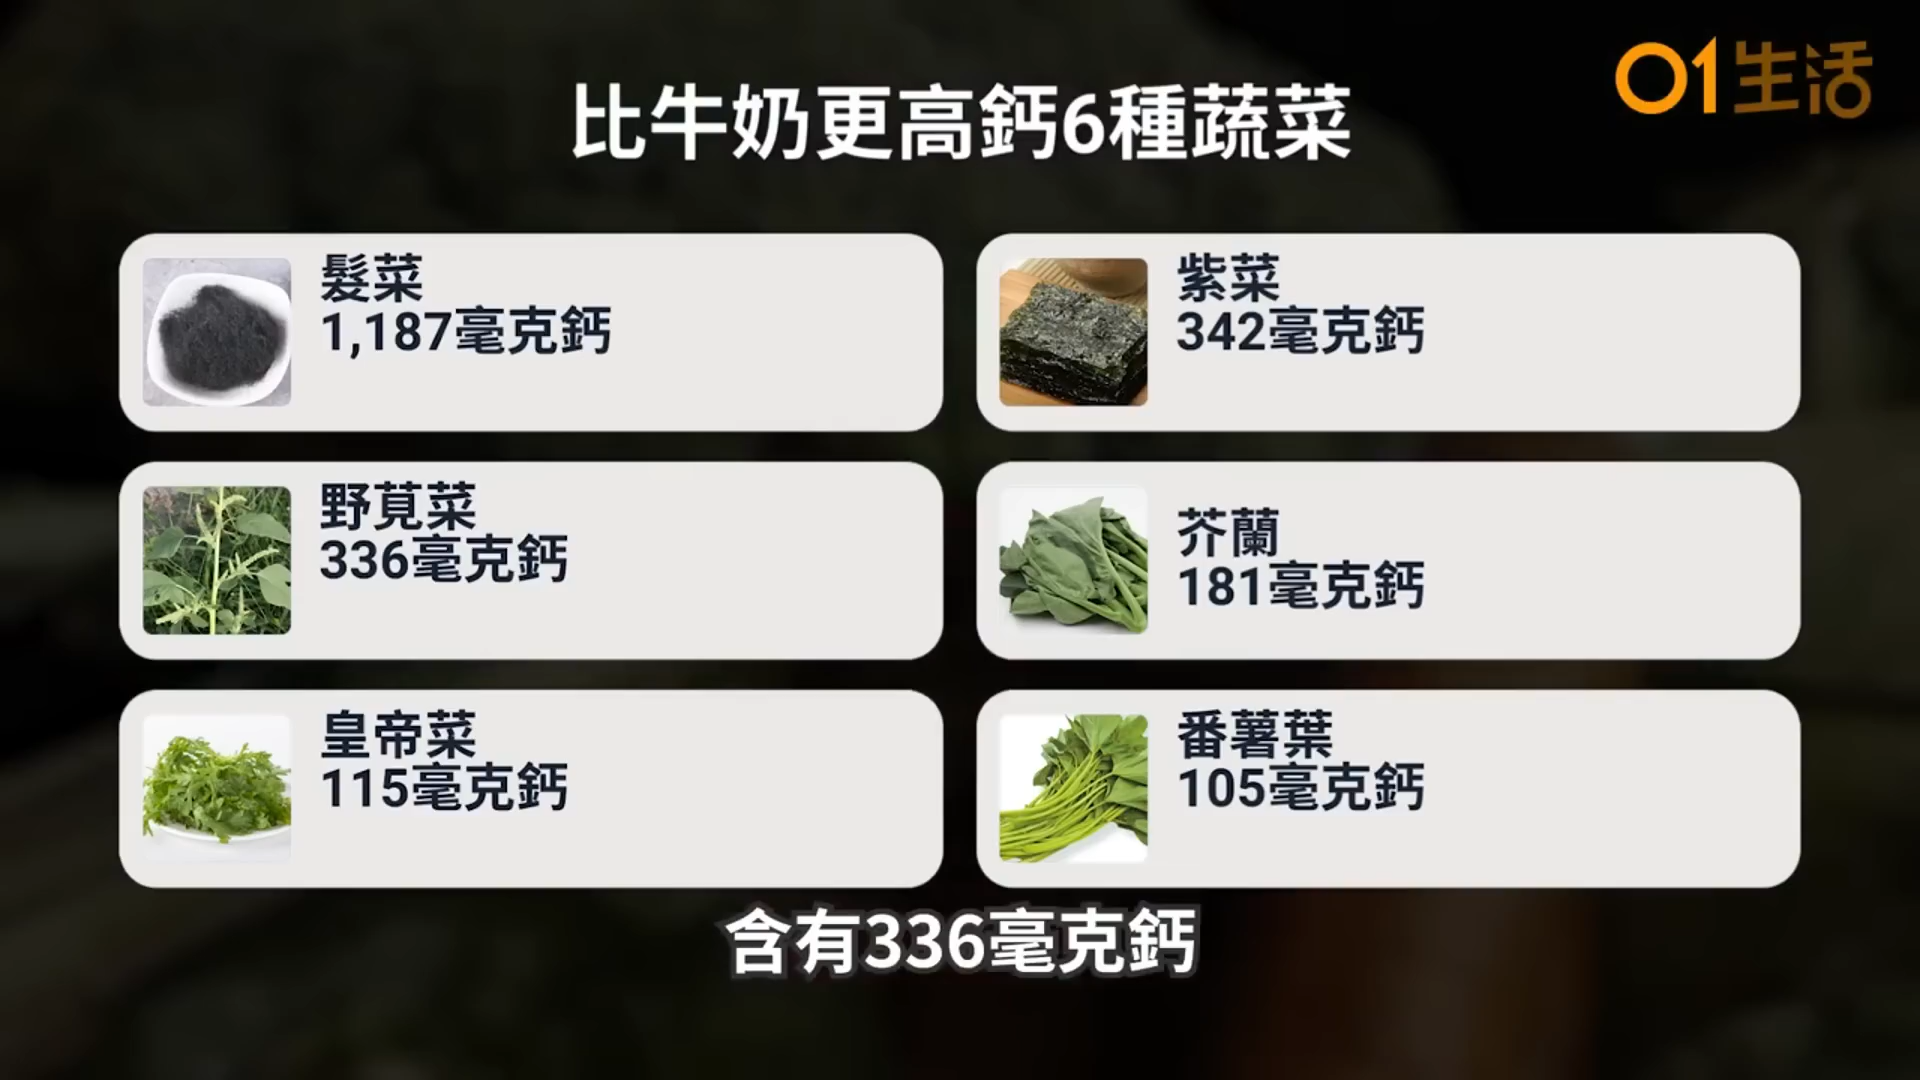 01生活
比牛奶更高鈣6種蔬菜
髮菜
1,187毫克鈣
紫菜
342毫克鈣
野莧菜
336毫克鈣
芥蘭
181毫克鈣
皇帝菜
115毫克鈣
番薯葉
105毫克鈣
含有336毫克鈣